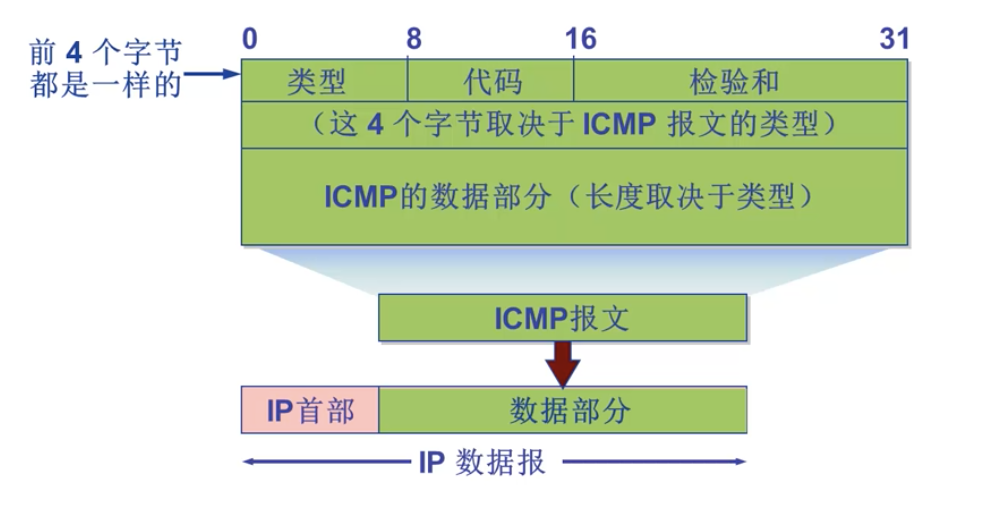 0 8 16 31
前 4 个字节
都是一样的
类型 代码 检验和
（这 4 个字节取决于 ICMP 报文的类型）
ICMP的数据部分（长度取决于类型）
ICMP报文
IP首部 数据部分
IP 数据报